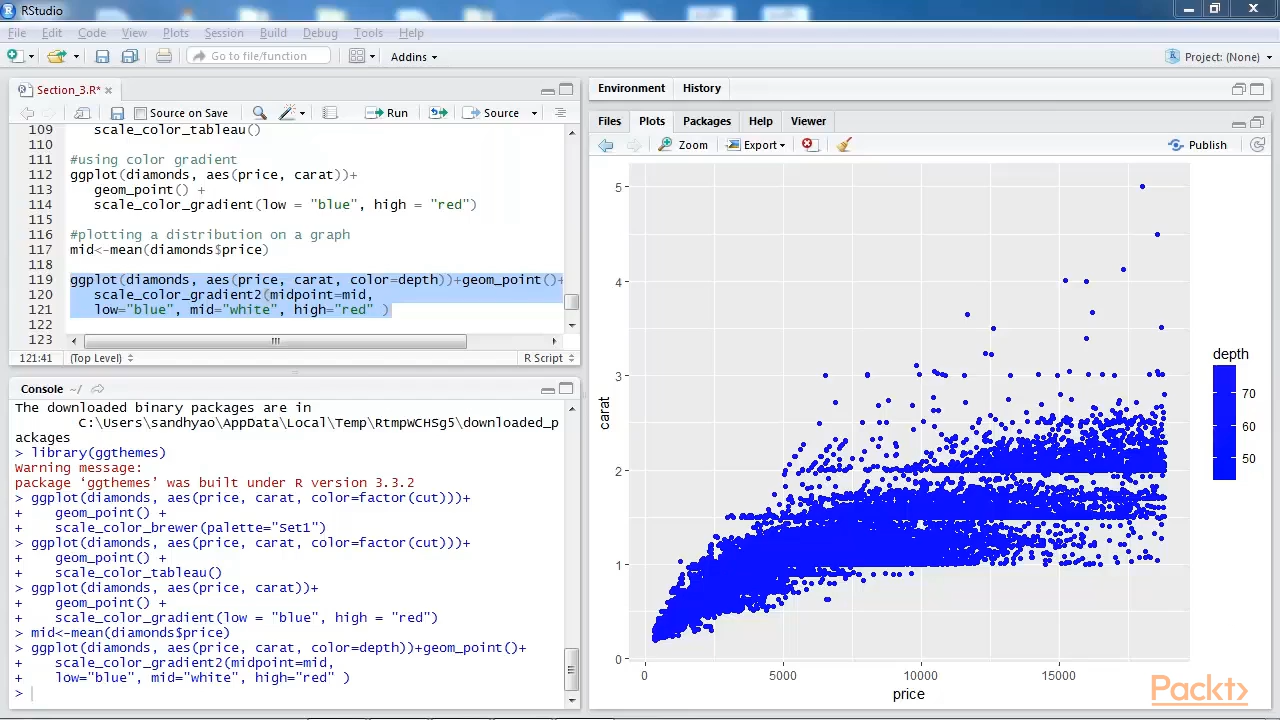 RStudio
File Edit Code View Plots Session Build Debug Tools Help
Go to file/function Addins Project: (None)
Section_3.R*
Source on Save Run Source
109 scale_color_tableau()
110
111 #using color gradient
112 ggplot(diamonds, aes(price, carat))+
113 geom_point() +
114 scale_color_gradient(low = "blue", high = "red")
115
116 #plotting a distribution on a graph
117 mid<-mean(diamonds$price)
118
119 ggplot(diamonds, aes(price, carat, color=depth))+geom_point()+
120 scale_color_gradient2(midpoint=mid,
121 low="blue", mid="white", high="red" )
122
123
121:41 (Top Level) R Script
Console ~/
The downloaded binary packages are in
C:\Users\sandhyao\AppData\Local\Temp\RtmpwCHSg5\downloaded_p
ackages
> library(ggthemes)
Warning message:
package ‘ggthemes’ was built under R version 3.3.2
> ggplot(diamonds, aes(price, carat, color=factor(cut)))+
+ geom_point() +
+ scale_color_brewer(palette="Set1")
> ggplot(diamonds, aes(price, carat, color=factor(cut)))+
+ geom_point() +
+ scale_color_tableau()
> ggplot(diamonds, aes(price, carat))+
+ geom_point() +
+ scale_color_gradient(low = "blue", high = "red")
> mid<-mean(diamonds$price)
> ggplot(diamonds, aes(price, carat, color=depth))+geom_point()+
+ scale_color_gradient2(midpoint=mid,
+ low="blue", mid="white", high="red" )
>
Environment History
Files Plots Packages Help Viewer
Zoom Export Publish
5
4
3
2
1
0
carat
0 5000 10000 15000
price
depth
70
60
50
Packt>